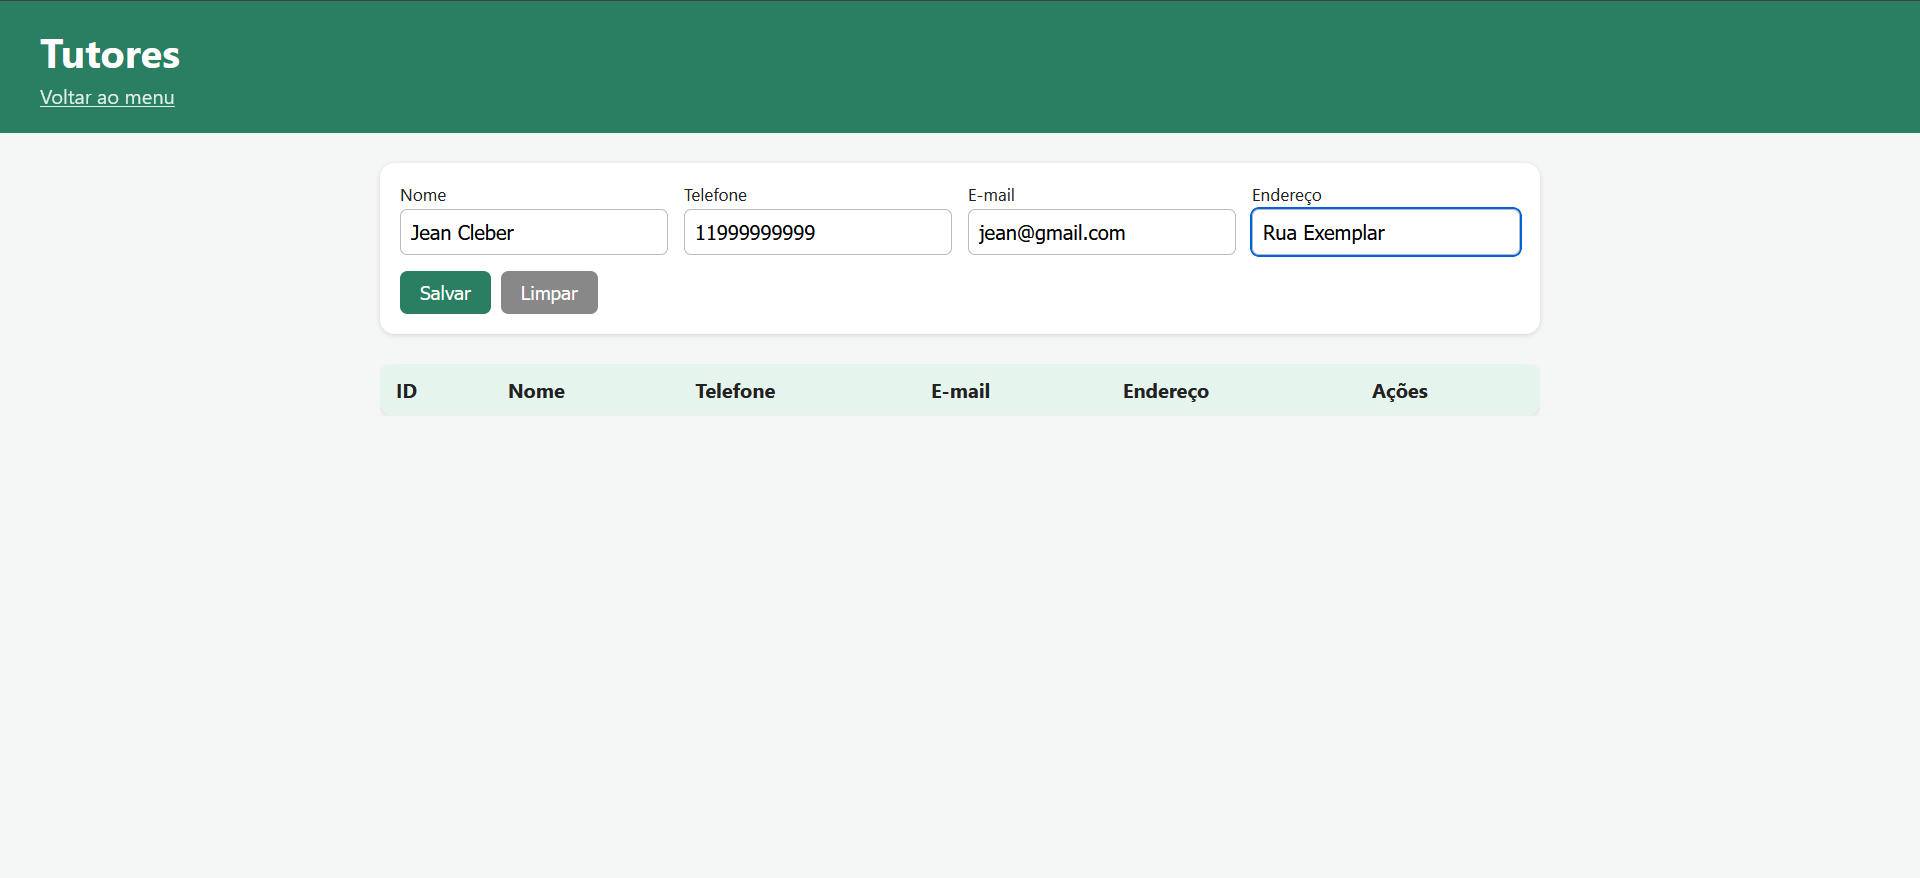 Tutores
Voltar ao menu
Nome Telefone E-mail Endereço
Jean Cleber 11999999999 jean@gmail.com Rua Exemplar
Salvar Limpar
ID Nome Telefone E-mail Endereço Ações